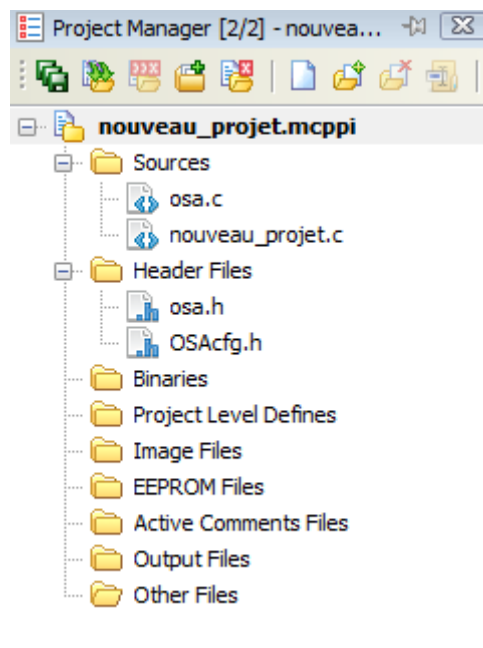 Project Manager [2/2] - nouvea...
nouveau_projet.mcppi
Sources
osa.c
nouveau_projet.c
Header Files
osa.h
OSAcfg.h
Binaries
Project Level Defines
Image Files
EEPROM Files
Active Comments Files
Output Files
Other Files